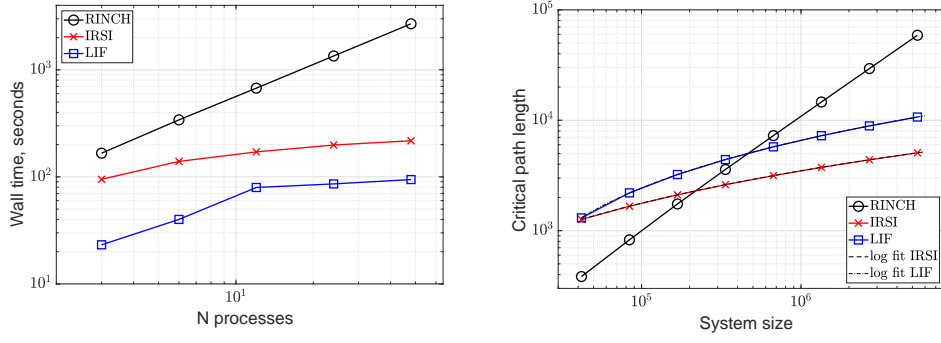 RINCH
IRSI
LIF
10^3
10^2
10^1
Wall time, seconds
10^1
N processes
10^5
10^4
10^3
Critical path length
RINCH
IRSI
LIF
log fit IRSI
log fit LIF
10^5
10^6
System size